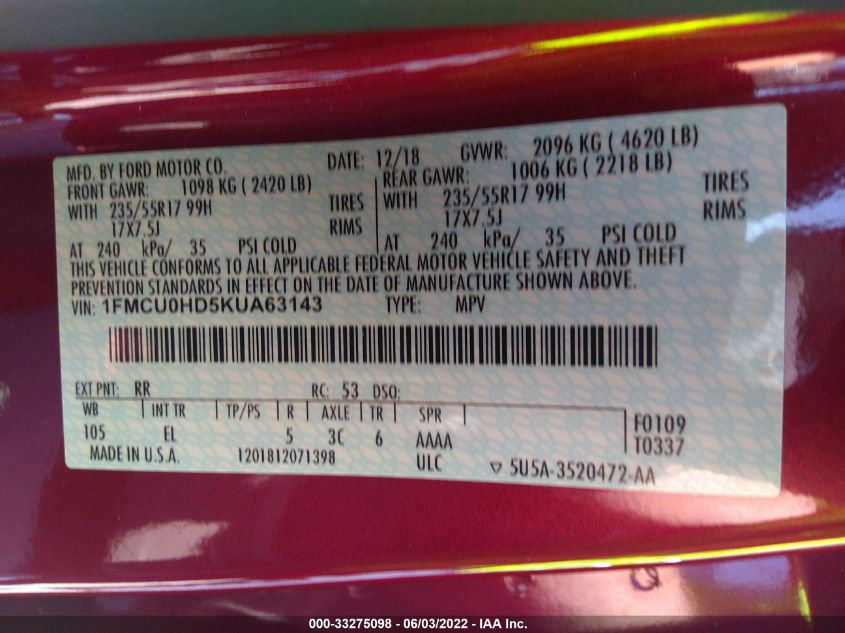 MFD. BY FORD MOTOR CO. DATE: 12/18 GVWR: 2096 KG ( 4620 LB)
FRONT GAWR: 1098 KG ( 2420 LB) REAR GAWR: 1006 KG ( 2218 LB)
WITH 235/55R17 99H TIRES WITH 235/55R17 99H TIRES
17X7.5J RIMS 17X7.5J RIMS
AT 240 kPa/ 35 PSI COLD AT 240 kPa/ 35 PSI COLD
THIS VEHICLE CONFORMS TO ALL APPLICABLE FEDERAL MOTOR VEHICLE SAFETY AND THEFT
PREVENTION STANDARDS IN EFFECT ON THE DATE OF MANUFACTURE SHOWN ABOVE.
VIN: 1FMCU0HD5KUA63143 TYPE: MPV
EXT PNT: RR RC: 53 DSO:
WB INT TR TP/PS R AXLE TR SPR F0109
105 EL 5 3C 6 AAAA T0337
MADE IN U.S.A. 1201812071398 ULC 5U5A-3520472-AA
000-33275098 - 06/03/2022 - IAA Inc.